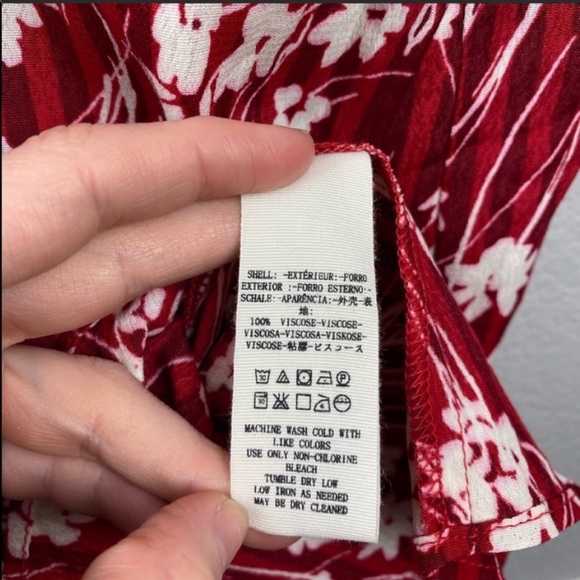 SHELL: -EXTÉRIEUR:-FORRO
EXTERIOR :-FORRO ESTERNO:-
SCHALE:-APARÊNCIA:-外壳-表
地:
100% VISCOSE-VISCOSE-
VISCOSA-VISCOSA-VISKOSE-
VISCOSE-粘膠-ビスコース
MACHINE WASH COLD WITH
LIKE COLORS
USE ONLY NON-CHLORINE
BLEACH
TUMBLE DRY LOW
LOW IRON AS NEEDED
MAY BE DRY CLEANED